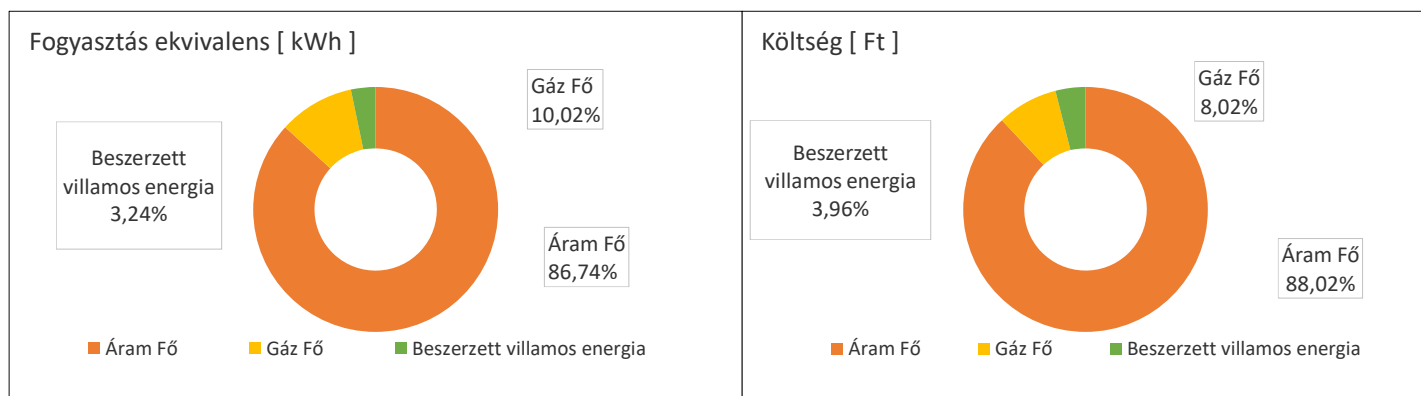 Fogyasztás ekvivalens [ kWh ]
Gáz Fő
10,02%
Beszerzett
villamos energia
3,24%
Áram Fő
86,74%
Áram Fő
Gáz Fő
Beszerzett villamos energia
Költség [ Ft ]
Gáz Fő
8,02%
Beszerzett
villamos energia
3,96%
Áram Fő
88,02%
Áram Fő
Gáz Fő
Beszerzett villamos energia